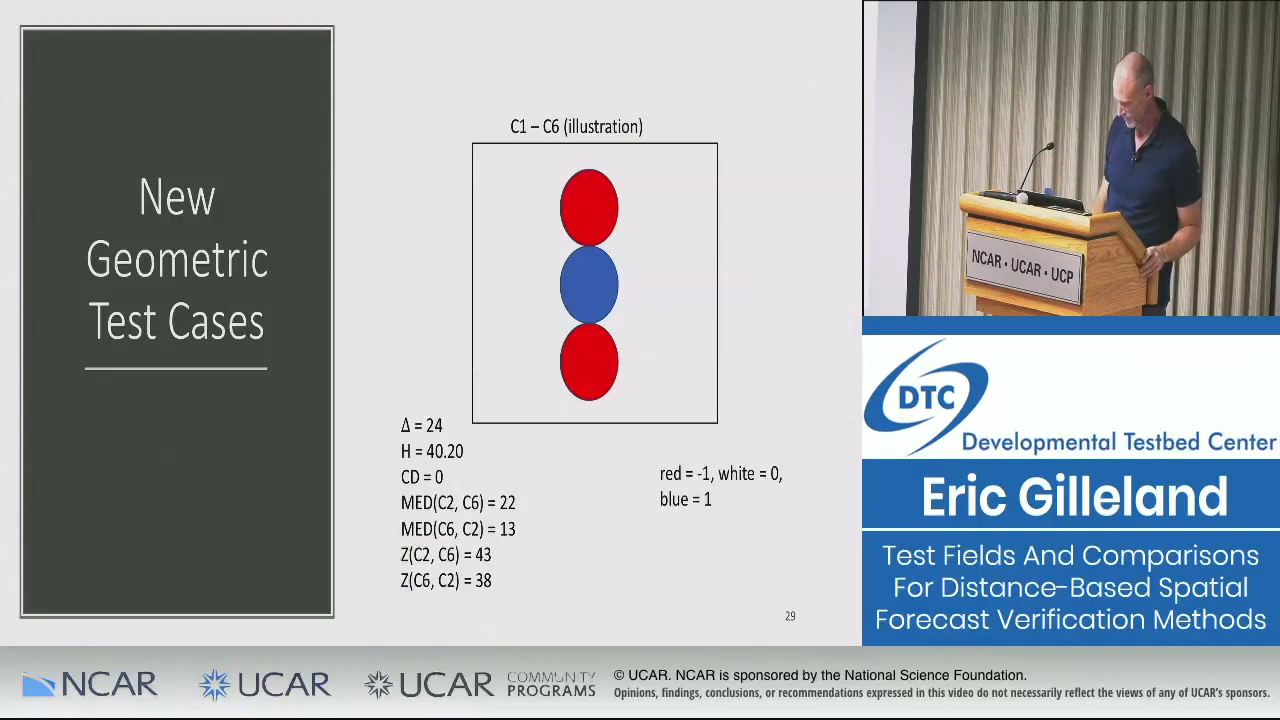 New
Geometric
Test Cases
C1 – C6 (illustration)
Δ = 24
H = 40.20
CD = 0
MED(C2, C6) = 22
MED(C6, C2) = 13
Z(C2, C6) = 43
Z(C6, C2) = 38
red = -1, white = 0,
blue = 1
29
NCAR • UCAR • UCP
DTC
Developmental Testbed Center
Eric Gilleland
Test Fields And Comparisons
For Distance-Based Spatial
Forecast Verification Methods
NCAR
UCAR
UCAR
COMMUNITY
PROGRAMS
© UCAR. NCAR is sponsored by the National Science Foundation.
Opinions, findings, conclusions, or recommendations expressed in this video do not necessarily reflect the views of any of UCAR's sponsors.